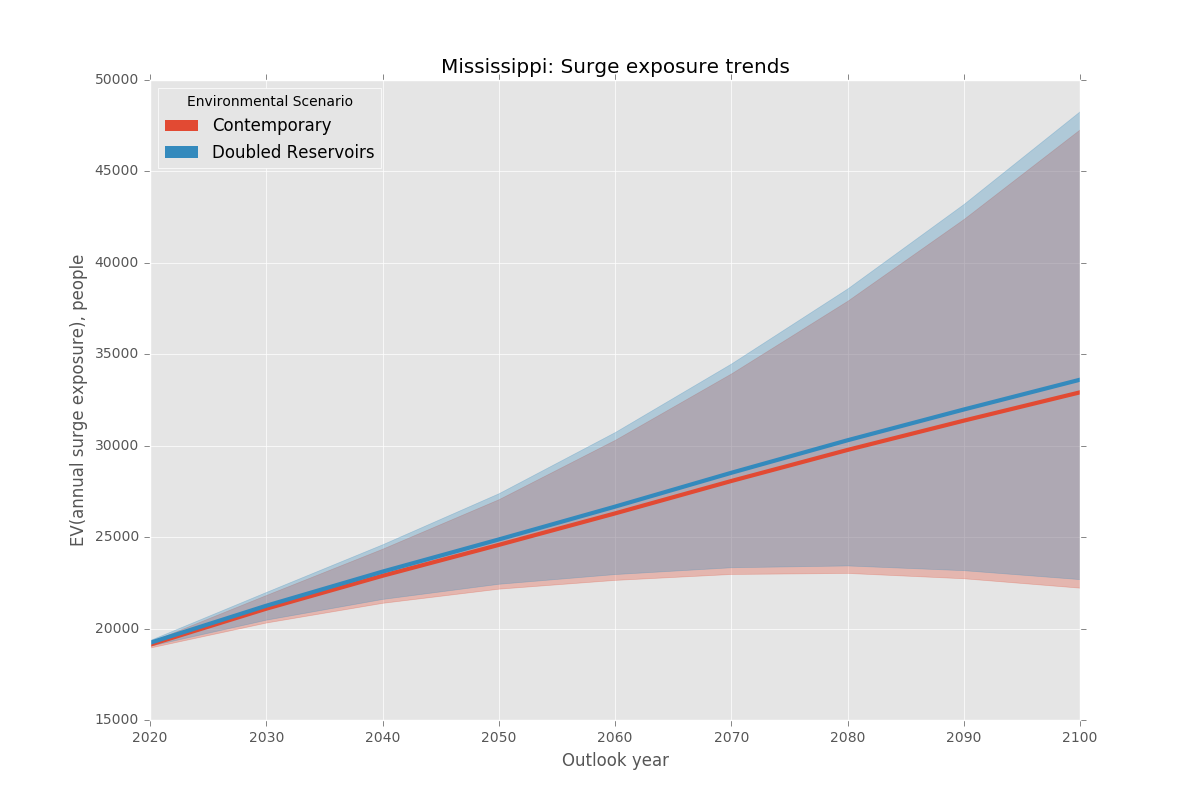 Mississippi: Surge exposure trends
Environmental Scenario
Contemporary
Doubled Reservoirs
EV(annual surge exposure), people
50000
45000
40000
35000
30000
25000
20000
15000
2020 2030 2040 2050 2060 2070 2080 2090 2100
Outlook year